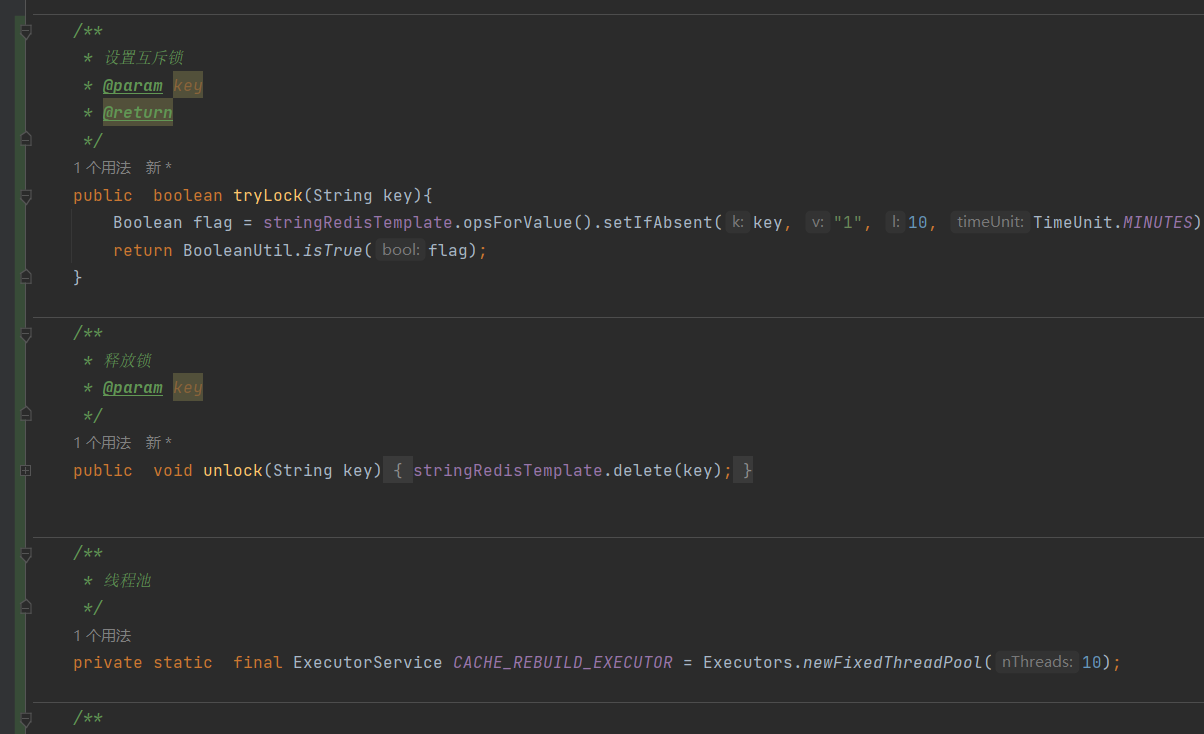 /**
 * 设置互斥锁
 * @param key
 * @return
 */
1 个用法   新 *
public  boolean tryLock(String key){
    Boolean flag = stringRedisTemplate.opsForValue().setIfAbsent( k: key,  v: "1",  l: 10,  timeUnit: TimeUnit.MINUTES)
    return BooleanUtil.isTrue( bool: flag);
}
/**
 * 释放锁
 * @param key
 */
1 个用法   新 *
public  void unlock(String key) { stringRedisTemplate.delete(key); }
/**
 * 线程池
 */
1 个用法
private static  final ExecutorService CACHE_REBUILD_EXECUTOR = Executors.newFixedThreadPool( nThreads: 10);
/**